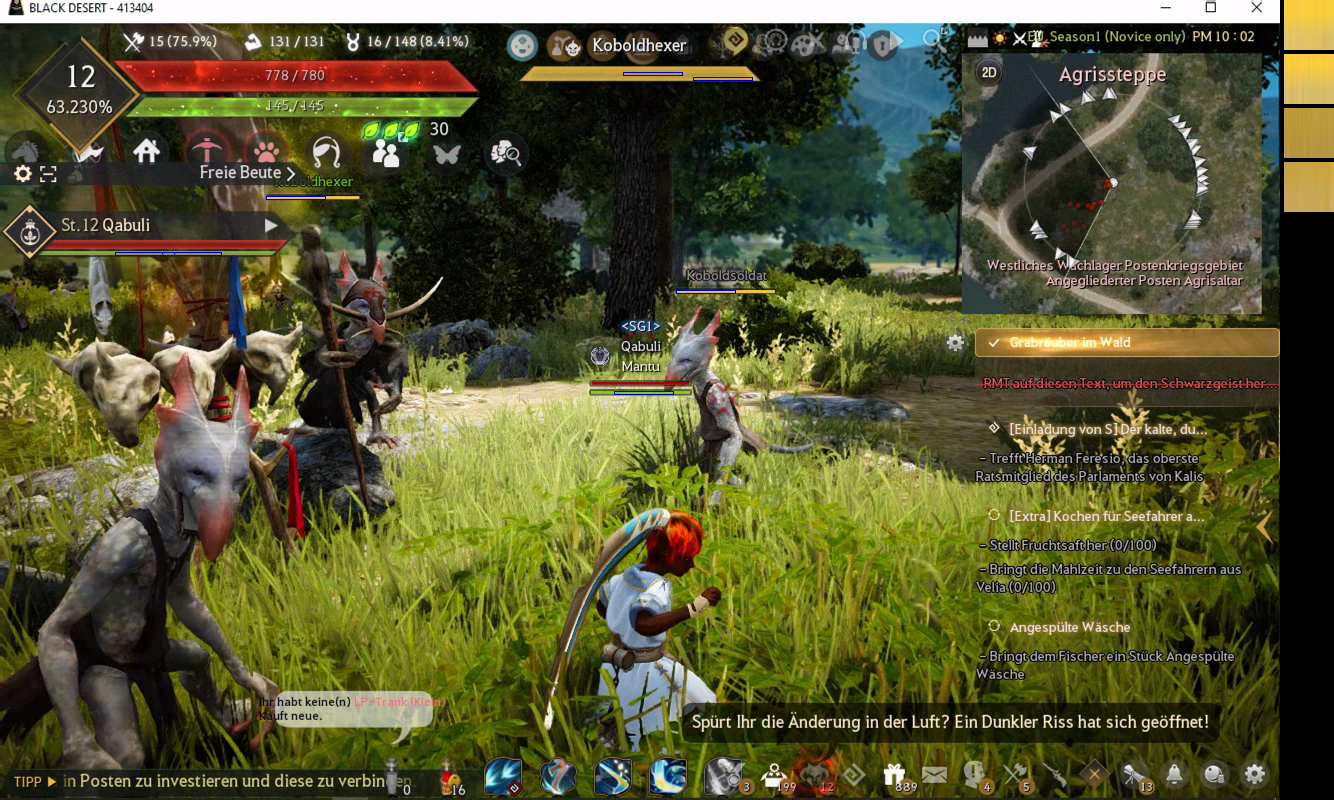 BLACK DESERT - 413404
15 (75.9%)
131 / 131
16 / 148 (8.41%)
Koboldhexer
Season1 (Novice only) PM 10 : 02
12
63.230%
778 / 780
145/145
30
2D
Agrissteppe
Westliches Wachlager Postenkriegsgebiet
Angegliederter Posten Agrisaltar
Freie Beute
Koboldhexer
St.12 Qabuli
Koboldsoldat
<SG1>
Qabuli
Mantu
Grabräuber im Wald
RMT auf diesen Text, um den Schwarzgeist her...
[Einladung von S] Der kalte, du...
- Trefft Herman Feresio, das oberste
Ratsmitglied des Parlaments von Kalis
[Extra] Kochen für Seefahrer a...
- Stellt Fruchtsaft her (0/100)
- Bringt die Mahlzeit zu den Seefahrern aus
Velia (0/100)
Angespülte Wäsche
- Bringt dem Fischer ein Stück Angespülte
Wäsche
Ihr habt keine(n) LP-Trank (Klein)
Kauft neue.
Spürt Ihr die Änderung in der Luft? Ein Dunkler Riss hat sich geöffnet!
TIPP in Posten zu investieren und diese zu verbinden
0
16
3
199
12
839
4
5
13